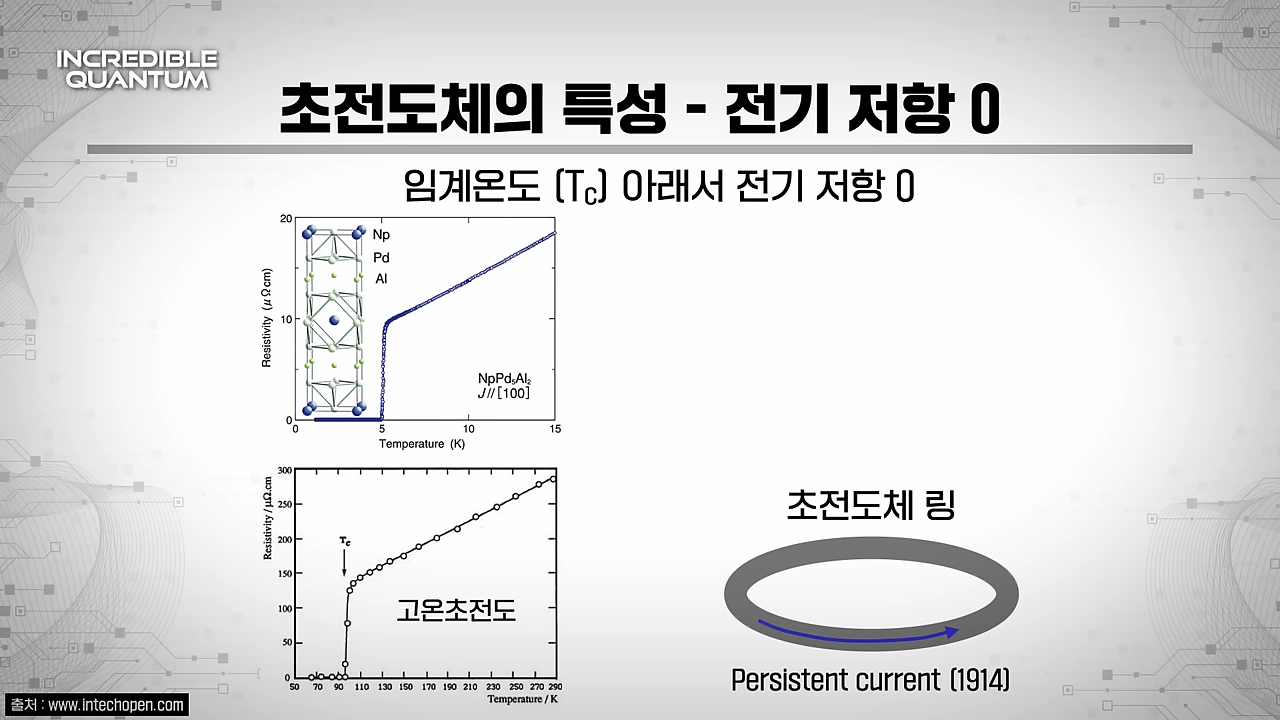 INCREDIBLE
QUANTUM
초전도체의 특성 - 전기 저항 0
임계온도 (Tc) 아래서 전기 저항 0
20
10
0
Resistivity (μΩcm)
Np
Pd
Al
NpPd₅Al₂
J // [100]
0 5 10 15
Temperature (K)
300
250
200
150
100
50
0
Resistivity / μΩ.cm
Tc
고온초전도
50 70 90 110 130 150 170 190 210 230 250 270 290
Temperature / K
초전도체 링
Persistent current (1914)
출처 : www.intechopen.com